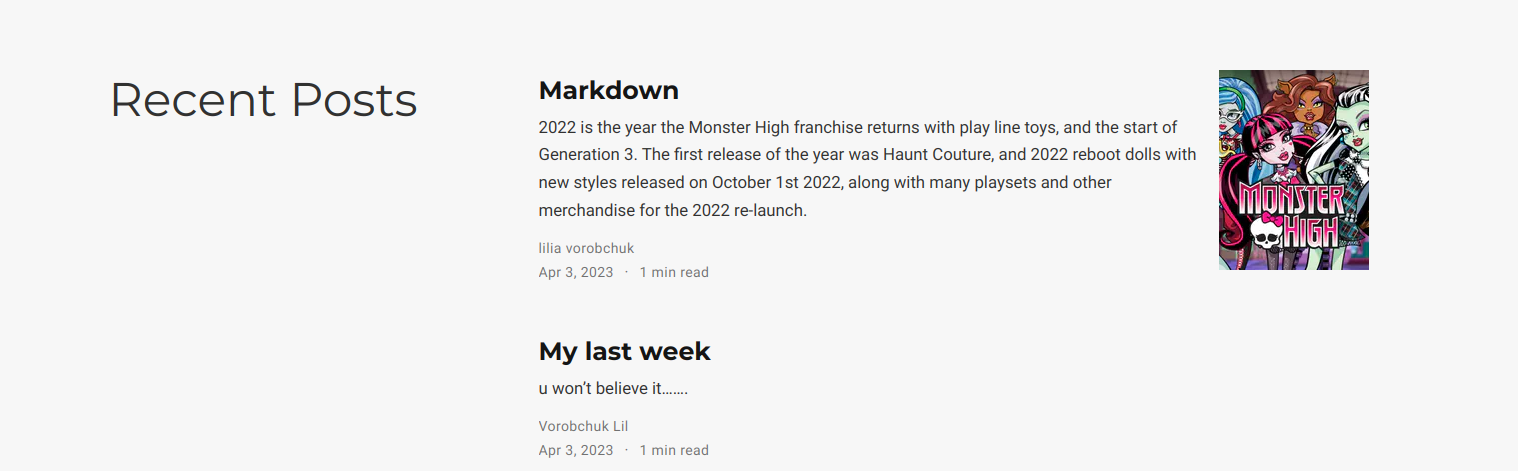 Recent Posts
Markdown
2022 is the year the Monster High franchise returns with play line toys, and the start of
Generation 3. The first release of the year was Haunt Couture, and 2022 reboot dolls with
new styles released on October 1st 2022, along with many playsets and other
merchandise for the 2022 re-launch.
lilia vorobchuk
Apr 3, 2023 · 1 min read
MONSTER
HIGH
My last week
u won’t believe it…….
Vorobchuk Lil
Apr 3, 2023 · 1 min read